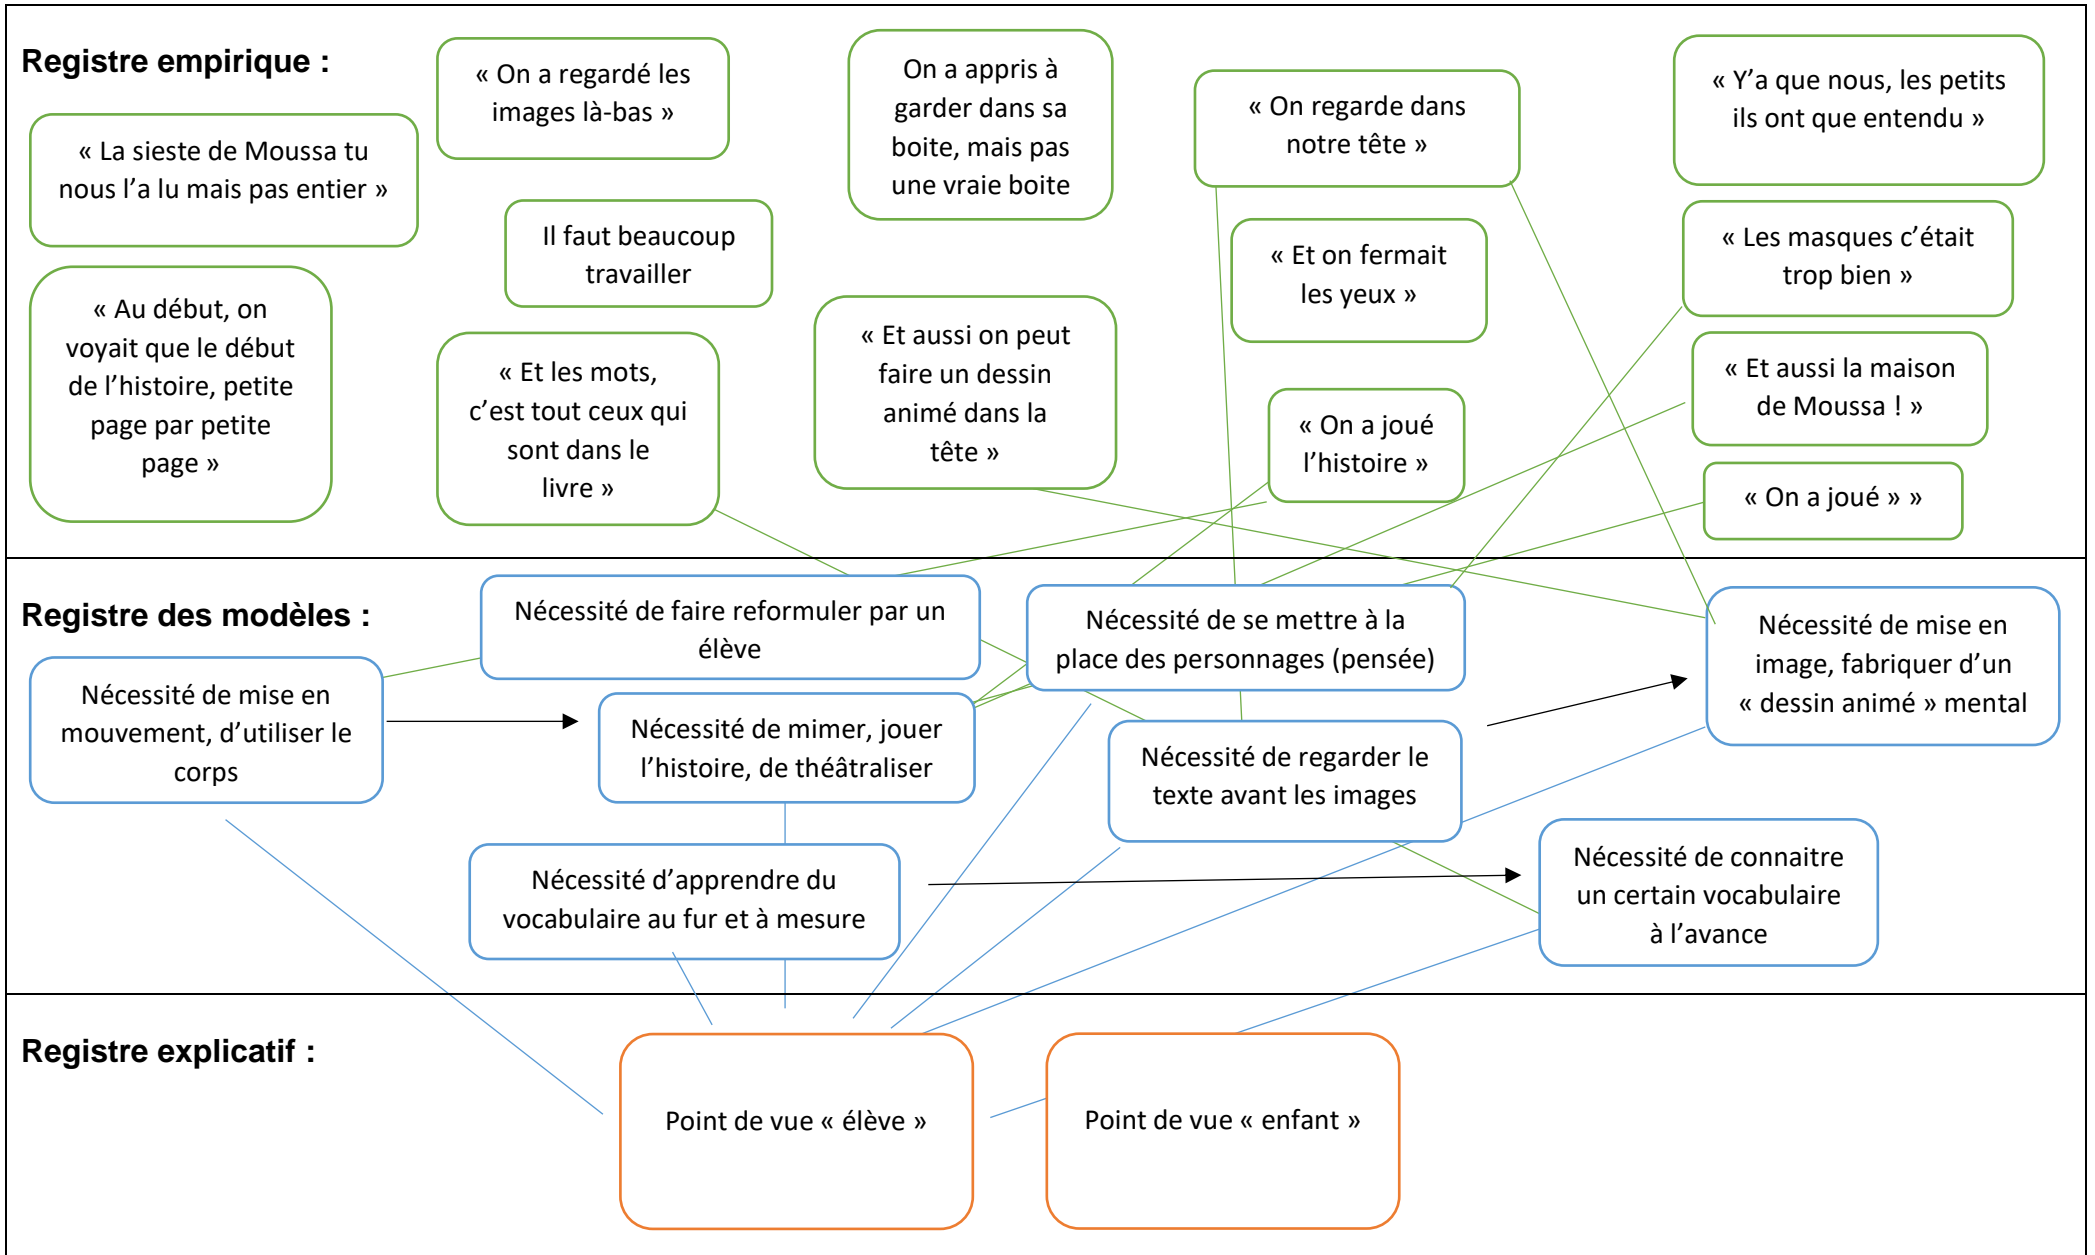 Registre empirique :
« On a regardé les
images là-bas »
On a appris à
garder dans sa
boite, mais pas
une vraie boite
« On regarde dans
notre tête »
« Y’a que nous, les petits
ils ont que entendu »
« La sieste de Moussa tu
nous l’a lu mais pas entier »
Il faut beaucoup
travailler
« Et on fermait
les yeux »
« Les masques c’était
trop bien »
« Au début, on
voyait que le début
de l’histoire, petite
page par petite
page »
« Et les mots,
c’est tout ceux qui
sont dans le
livre »
« Et aussi on peut
faire un dessin
animé dans la
tête »
« On a joué
l’histoire »
« Et aussi la maison
de Moussa ! »
« On a joué » »
Registre des modèles :
Nécessité de faire reformuler par un
élève
Nécessité de se mettre à la
place des personnages (pensée)
Nécessité de mise en
image, fabriquer d’un
« dessin animé » mental
Nécessité de mise en
mouvement, d’utiliser le
corps
Nécessité de mimer, jouer
l’histoire, de théâtraliser
Nécessité de regarder le
texte avant les images
Nécessité d’apprendre du
vocabulaire au fur et à mesure
Nécessité de connaitre
un certain vocabulaire
à l’avance
Registre explicatif :
Point de vue « élève »
Point de vue « enfant »